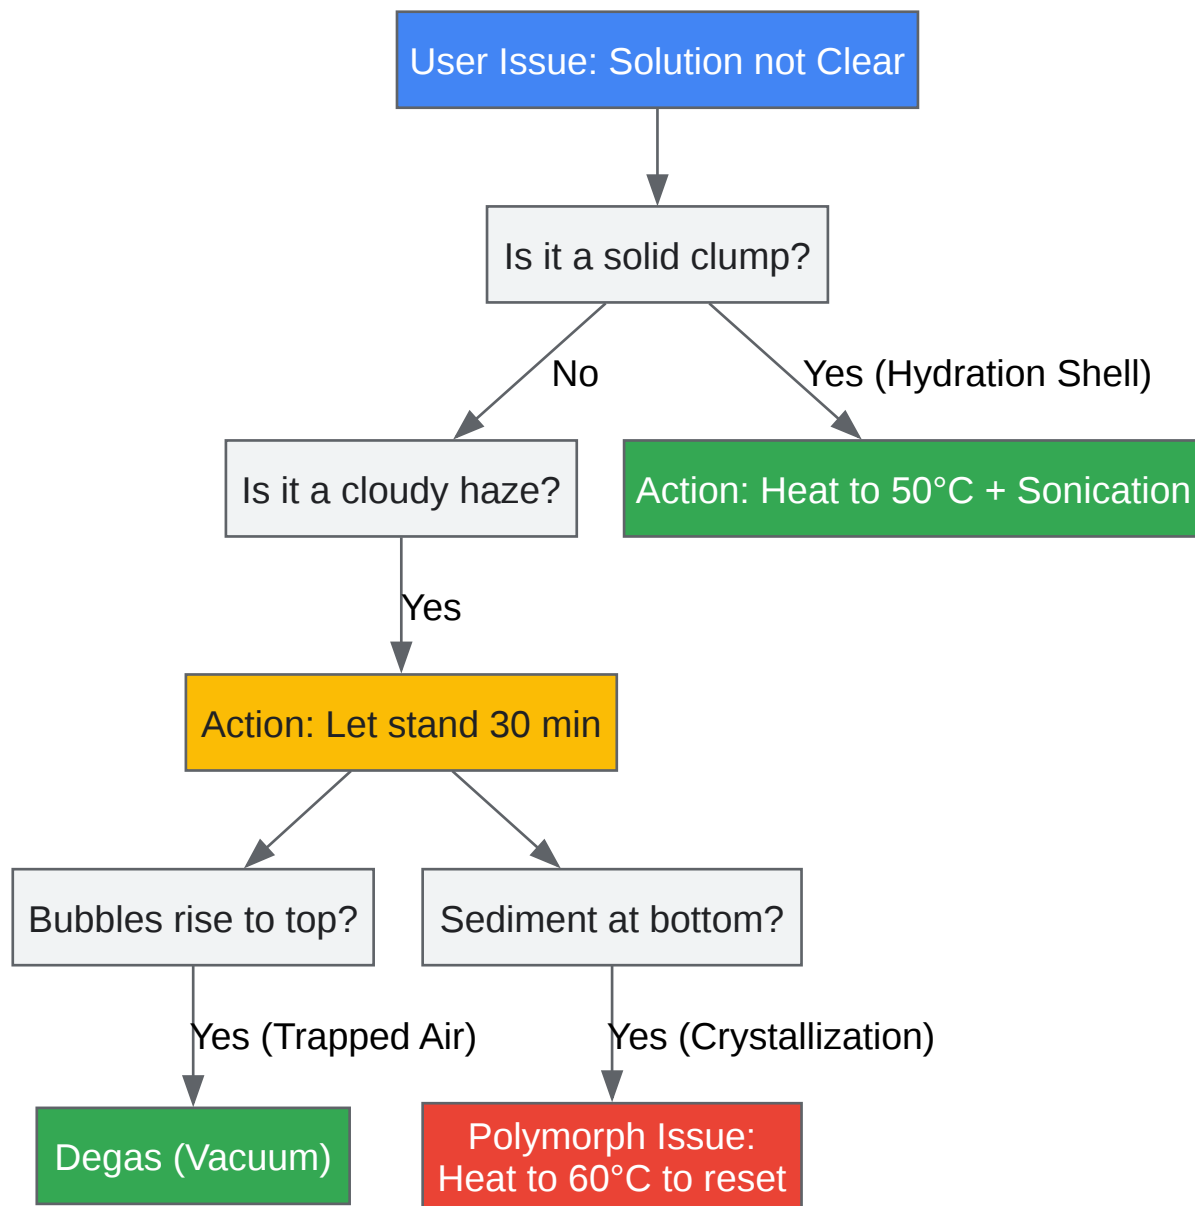 User Issue: Solution not Clear
Is it a solid clump?
No
Yes (Hydration Shell)
Is it a cloudy haze?
Action: Heat to 50°C + Sonication
Yes
Action: Let stand 30 min
Bubbles rise to top?
Sediment at bottom?
Yes (Trapped Air)
Yes (Crystallization)
Degas (Vacuum)
Polymorph Issue:
Heat to 60°C to reset